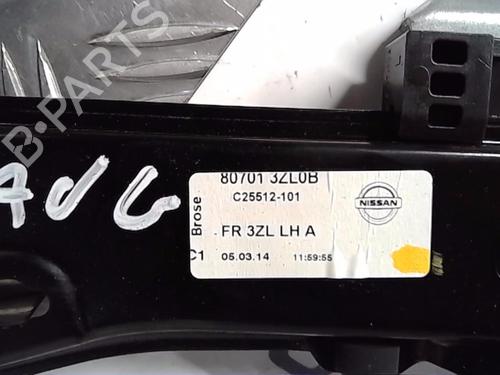 B-PARTS
AVG
80701 3ZL0B
C25512-101
NISSAN
Brose
FR 3ZL LH A
C1 05.03.14 11:59:55